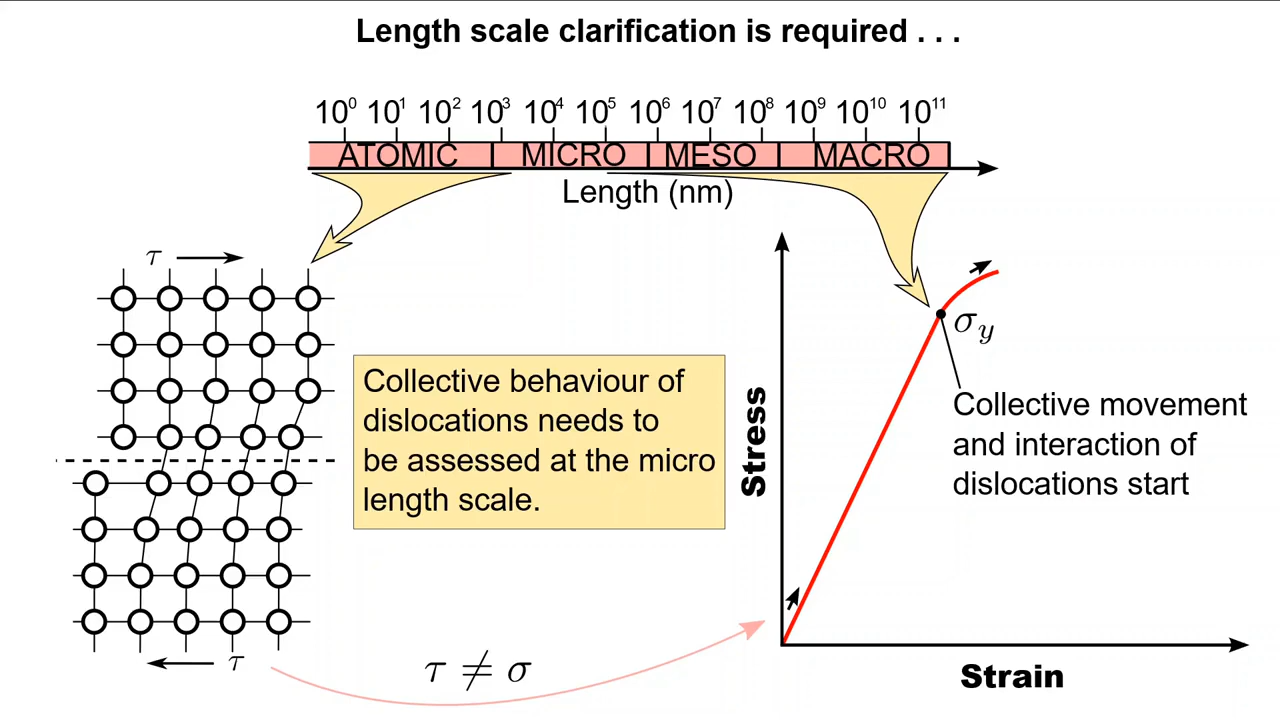 Length scale clarification is required . . .
10⁰ 10¹ 10² 10³ 10⁴ 10⁵ 10⁶ 10⁷ 10⁸ 10⁹ 10¹⁰ 10¹¹
ATOMIC MICRO MESO MACRO
Length (nm)
τ
Collective behaviour of
dislocations needs to
be assessed at the micro
length scale.
τ
τ ≠ σ
Stress
σy
Collective movement
and interaction of
dislocations start
Strain